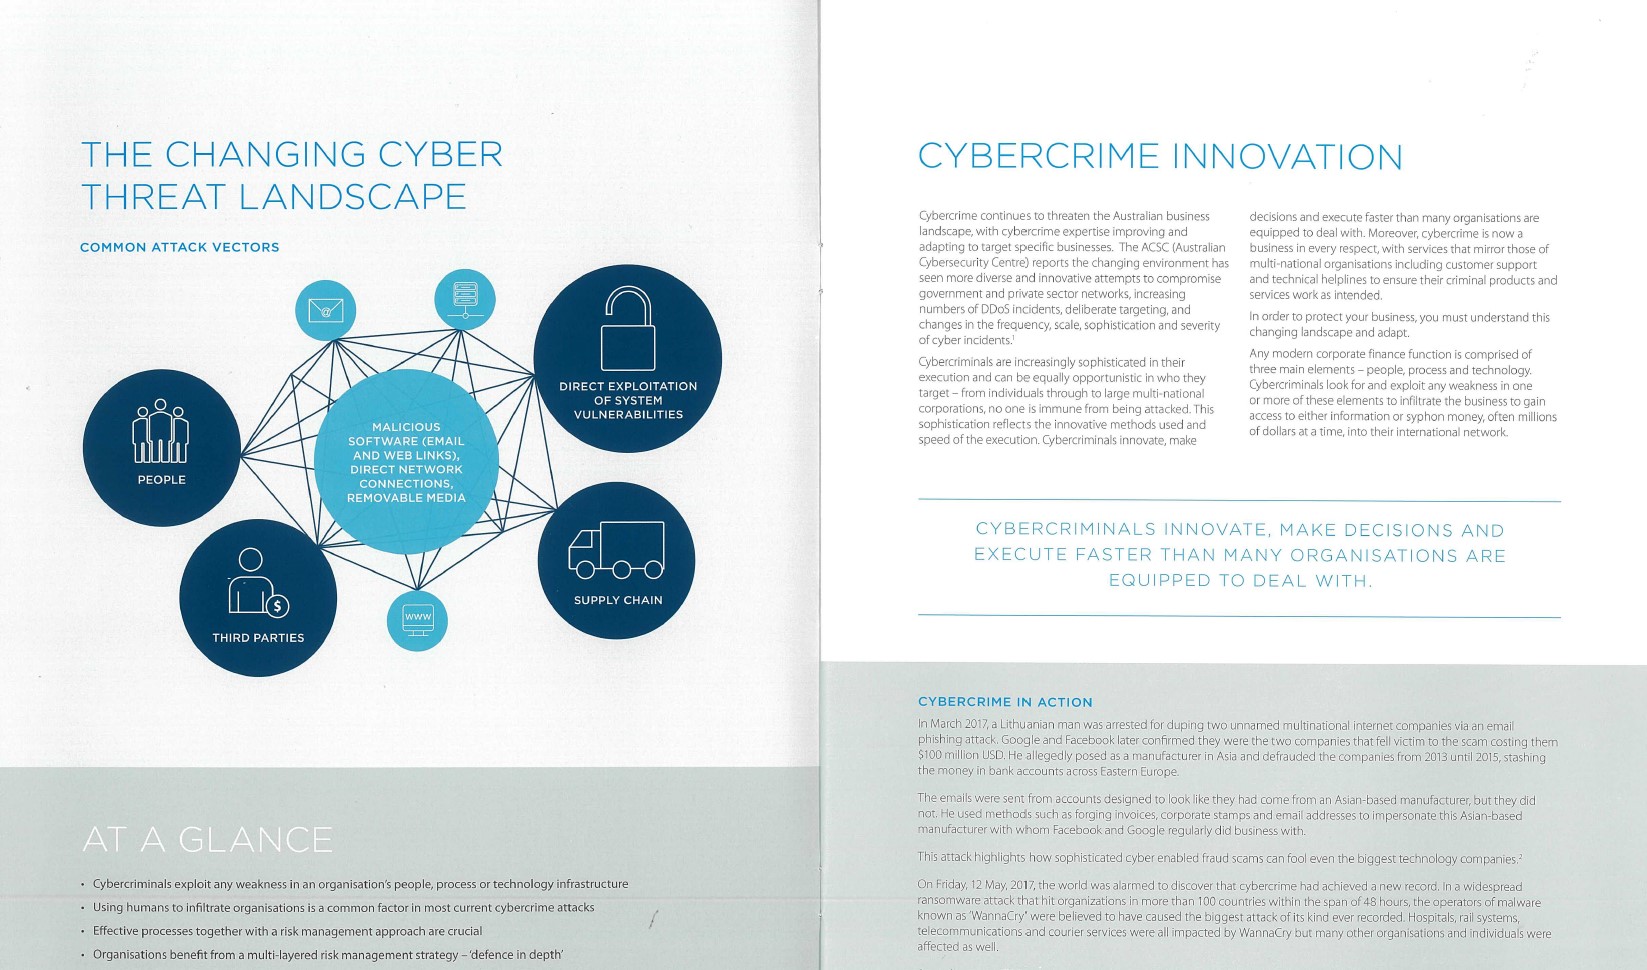 THE CHANGING CYBER
THREAT LANDSCAPE
COMMON ATTACK VECTORS
@
DIRECT EXPLOITATION
OF SYSTEM
VULNERABILITIES
PEOPLE
MALICIOUS
SOFTWARE (EMAIL
AND WEB LINKS),
DIRECT NETWORK
CONNECTIONS,
REMOVABLE MEDIA
$
THIRD PARTIES
WWW
SUPPLY CHAIN
AT A GLANCE
• Cybercriminals exploit any weakness in an organisation's people, process or technology infrastructure
• Using humans to infiltrate organisations is a common factor in most current cybercrime attacks
• Effective processes together with a risk management approach are crucial
• Organisations benefit from a multi-layered risk management strategy – 'defence in depth'
CYBERCRIME INNOVATION
Cybercrime continues to threaten the Australian business
landscape, with cybercrime expertise improving and
adapting to target specific businesses. The ACSC (Australian
Cybersecurity Centre) reports the changing environment has
seen more diverse and innovative attempts to compromise
government and private sector networks, increasing
numbers of DDoS incidents, deliberate targeting, and
changes in the frequency, scale, sophistication and severity
of cyber incidents.¹
Cybercriminals are increasingly sophisticated in their
execution and can be equally opportunistic in who they
target – from individuals through to large multi-national
corporations, no one is immune from being attacked. This
sophistication reflects the innovative methods used and
speed of the execution. Cybercriminals innovate, make
decisions and execute faster than many organisations are
equipped to deal with. Moreover, cybercrime is now a
business in every respect, with services that mirror those of
multi-national organisations including customer support
and technical helplines to ensure their criminal products and
services work as intended.
In order to protect your business, you must understand this
changing landscape and adapt.
Any modern corporate finance function is comprised of
three main elements – people, process and technology.
Cybercriminals look for and exploit any weakness in one
or more of these elements to infiltrate the business to gain
access to either information or syphon money, often millions
of dollars at a time, into their international network.
CYBERCRIMINALS INNOVATE, MAKE DECISIONS AND
EXECUTE FASTER THAN MANY ORGANISATIONS ARE
EQUIPPED TO DEAL WITH.
CYBERCRIME IN ACTION
In March 2017, a Lithuanian man was arrested for duping two unnamed multinational internet companies via an email
phishing attack. Google and Facebook later confirmed they were the two companies that fell victim to the scam costing them
$100 million USD. He allegedly posed as a manufacturer in Asia and defrauded the companies from 2013 until 2015, stashing
the money in bank accounts across Eastern Europe.
The emails were sent from accounts designed to look like they had come from an Asian-based manufacturer, but they did
not. He used methods such as forging invoices, corporate stamps and email addresses to impersonate this Asian-based
manufacturer with whom Facebook and Google regularly did business with.
This attack highlights how sophisticated cyber enabled fraud scams can fool even the biggest technology companies.²
On Friday, 12 May, 2017, the world was alarmed to discover that cybercrime had achieved a new record. In a widespread
ransomware attack that hit organizations in more than 100 countries within the span of 48 hours, the operators of malware
known as 'WannaCry" were believed to have caused the biggest attack of its kind ever recorded. Hospitals, rail systems,
telecommunications and courier services were all impacted by WannaCry but many other organisations and individuals were
affected as well.